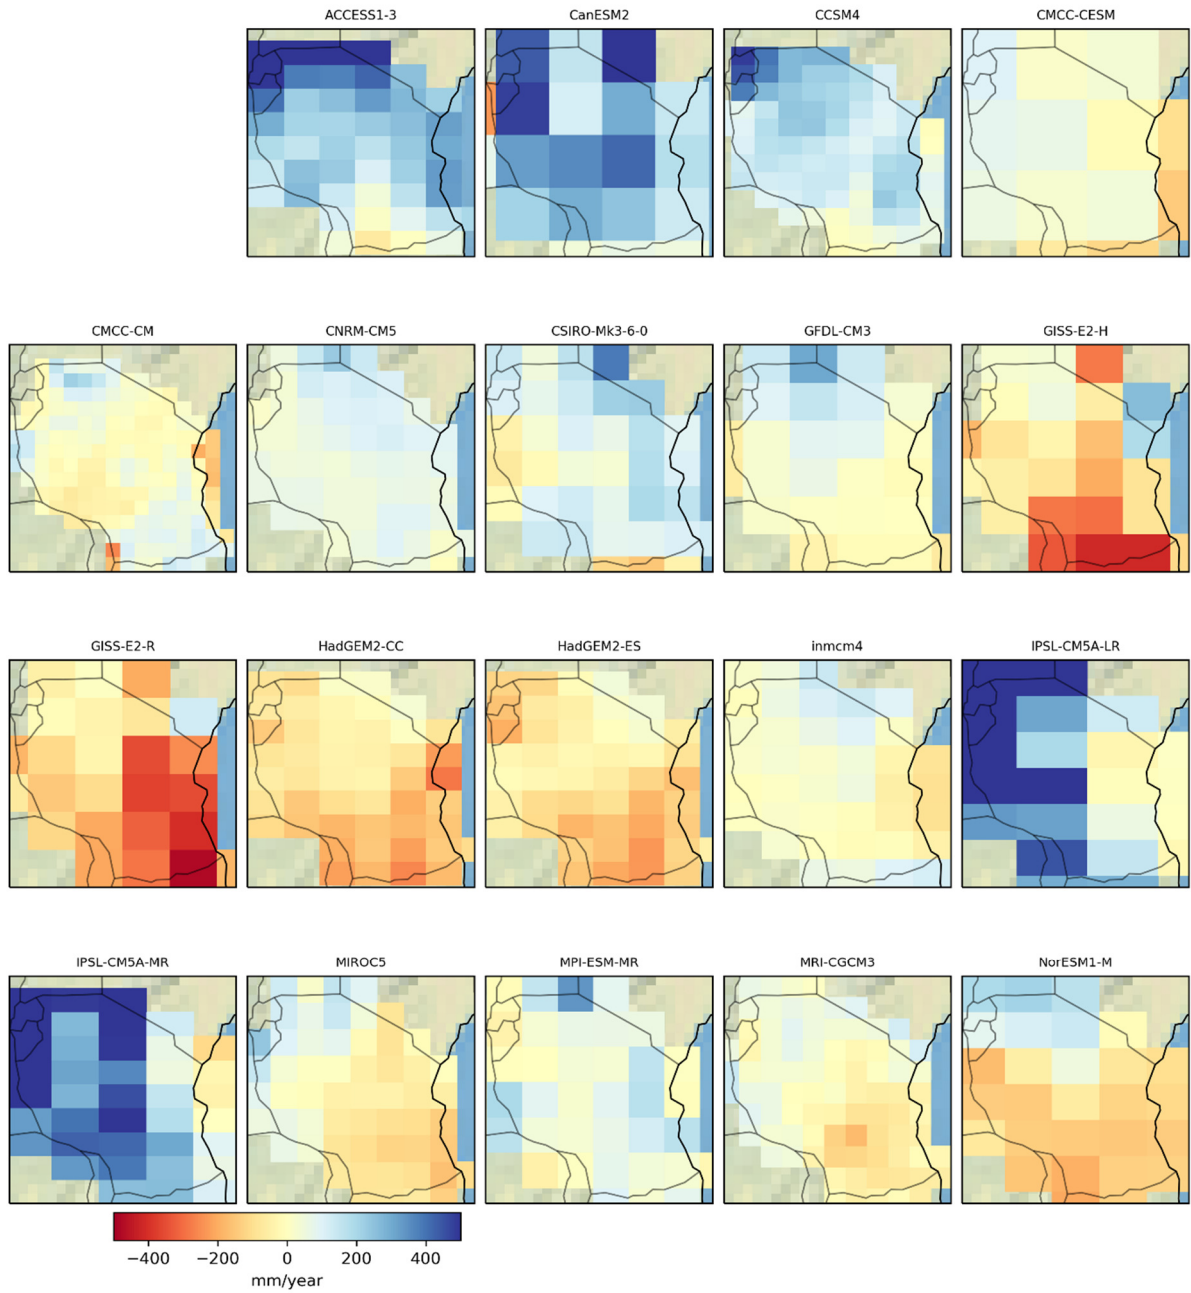 ACCESS1-3 CanESM2 CCSM4 CMCC-CESM
CMCC-CM CNRM-CM5 CSIRO-Mk3-6-0 GFDL-CM3 GISS-E2-H
GISS-E2-R HadGEM2-CC HadGEM2-ES inmcm4 IPSL-CM5A-LR
IPSL-CM5A-MR MIROC5 MPI-ESM-MR MRI-CGCM3 NorESM1-M
−400 −200 0 200 400
mm/year